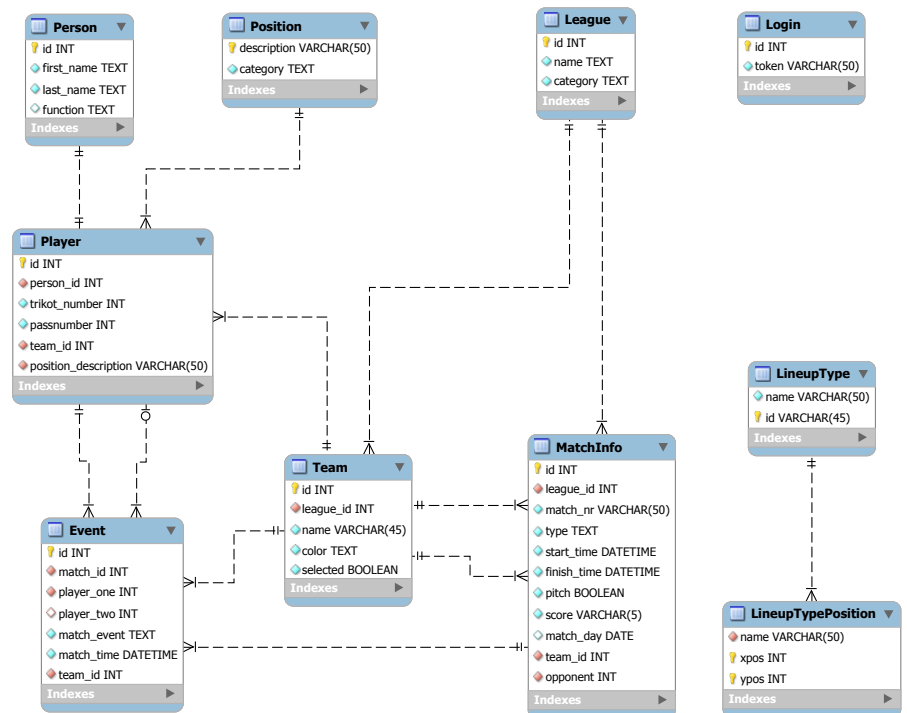 Person
id INT
first_name TEXT
last_name TEXT
function TEXT
Indexes
Position
description VARCHAR(50)
category TEXT
Indexes
League
id INT
name TEXT
category TEXT
Indexes
Login
id INT
token VARCHAR(50)
Indexes
Player
id INT
person_id INT
trikot_number INT
passnumber INT
team_id INT
position_description VARCHAR(50)
Indexes
LineupType
name VARCHAR(50)
id VARCHAR(45)
Indexes
Team
id INT
league_id INT
name VARCHAR(45)
color TEXT
selected BOOLEAN
Indexes
MatchInfo
id INT
league_id INT
match_nr VARCHAR(50)
type TEXT
start_time DATETIME
finish_time DATETIME
pitch BOOLEAN
score VARCHAR(5)
match_day DATE
team_id INT
opponent INT
Indexes
Event
id INT
match_id INT
player_one INT
player_two INT
match_event TEXT
match_time DATETIME
team_id INT
Indexes
LineupTypePosition
name VARCHAR(50)
xpos INT
ypos INT
Indexes